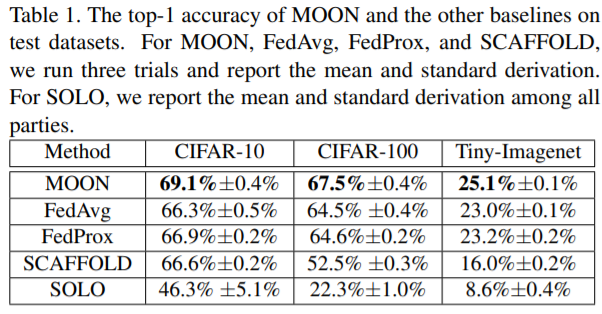 Table 1. The top-1 accuracy of MOON and the other baselines on
test datasets. For MOON, FedAvg, FedProx, and SCAFFOLD,
we run three trials and report the mean and standard derivation.
For SOLO, we report the mean and standard derivation among all
parties.
Method CIFAR-10 CIFAR-100 Tiny-Imagenet
MOON 69.1%±0.4% 67.5%±0.4% 25.1%±0.1%
FedAvg 66.3%±0.5% 64.5% ±0.4% 23.0%±0.1%
FedProx 66.9%±0.2% 64.6%±0.2% 23.2%±0.2%
SCAFFOLD 66.6%±0.2% 52.5% ±0.3% 16.0%±0.2%
SOLO 46.3% ±5.1% 22.3%±1.0% 8.6%±0.4%